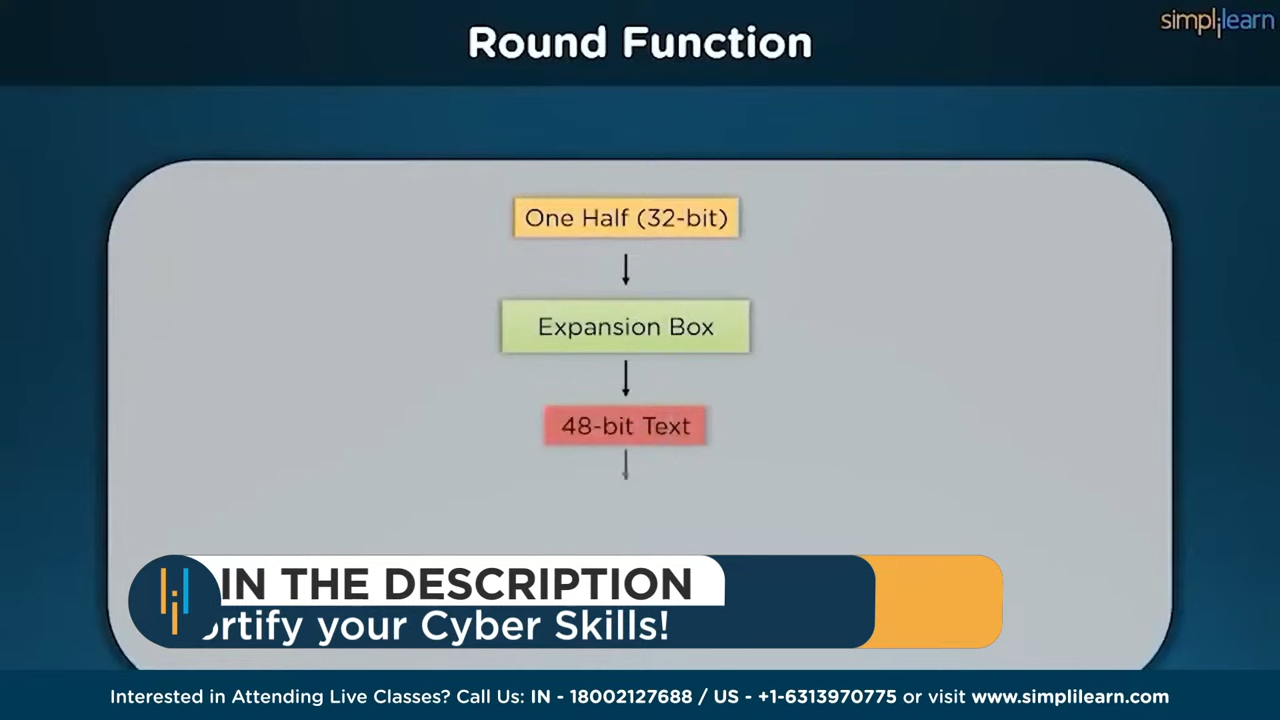 simplilearn
Round Function
One Half (32-bit)
Expansion Box
48-bit Text
IN THE DESCRIPTION
your Cyber Skills!
Interested in Attending Live Classes? Call Us: IN - 18002127688 / US - +1-6313970775 or visit www.simplilearn.com